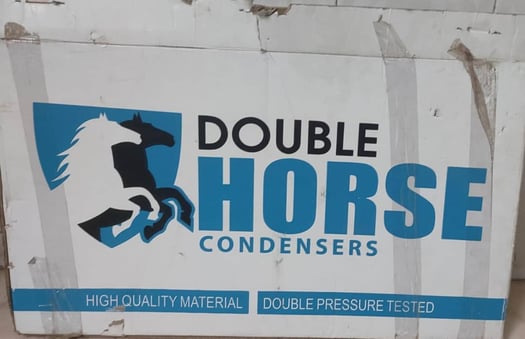 DOUBLE
HORSE
CONDENSERS
HIGH QUALITY MATERIAL DOUBLE PRESSURE TESTED